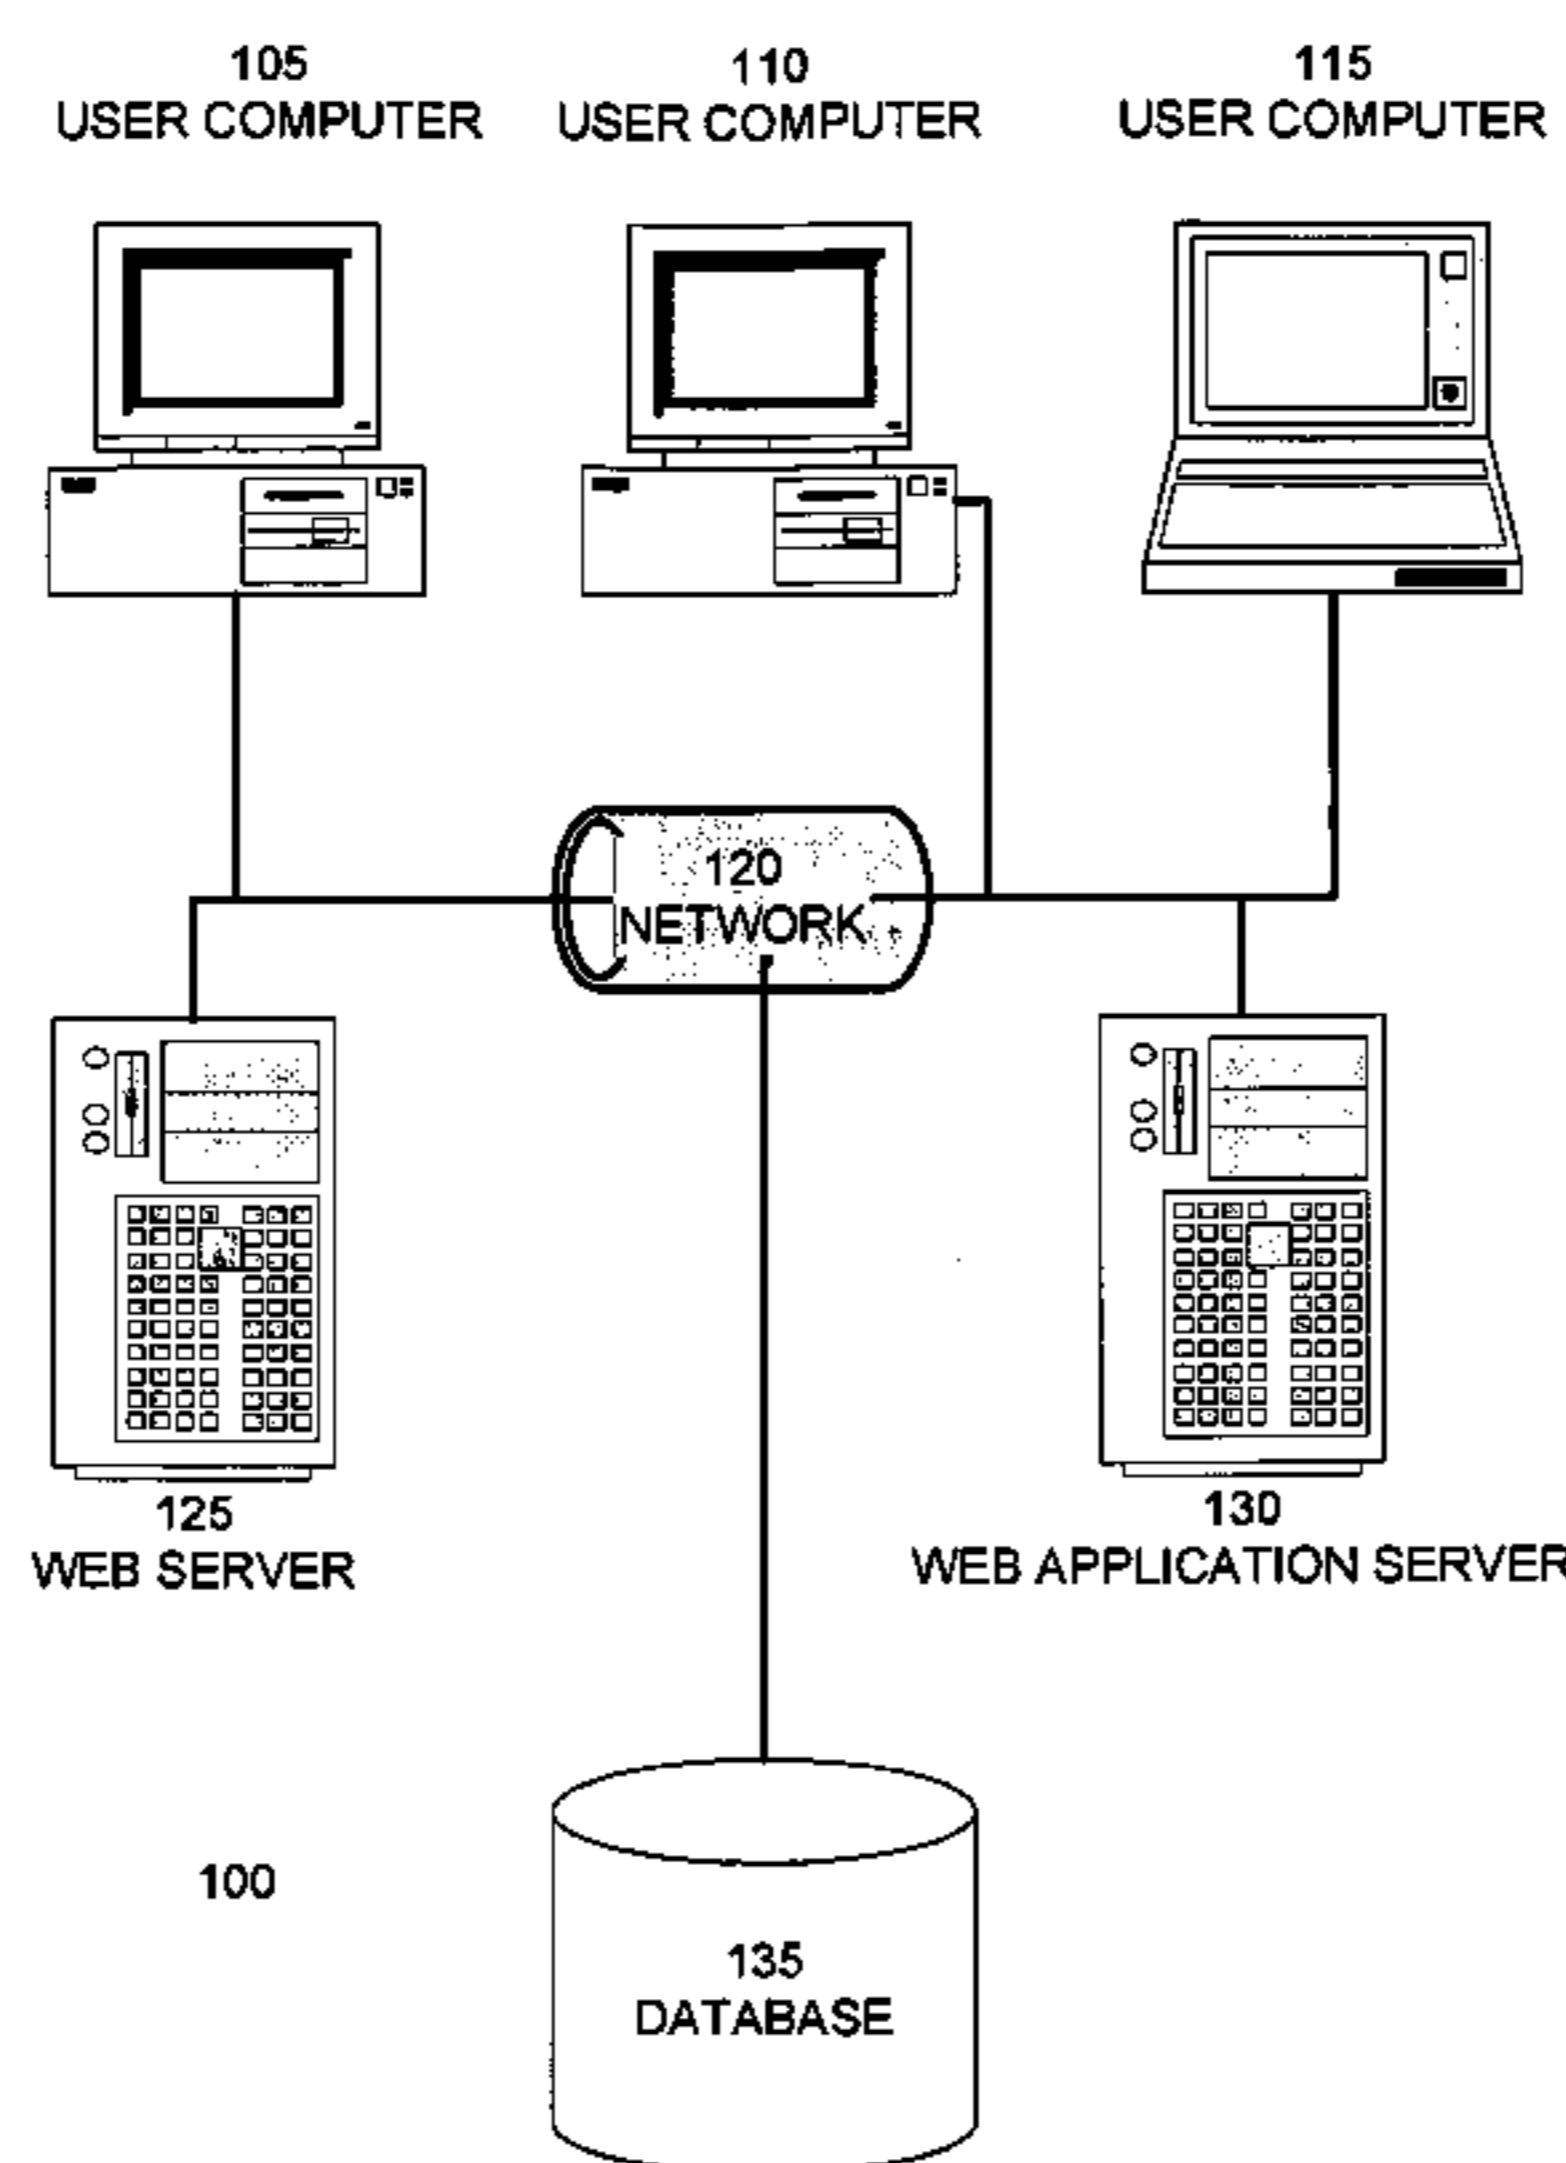 105
USER COMPUTER
110
USER COMPUTER
115
USER COMPUTER
120
NETWORK
125
WEB SERVER
130
WEB APPLICATION SERVER
100
135
DATABASE